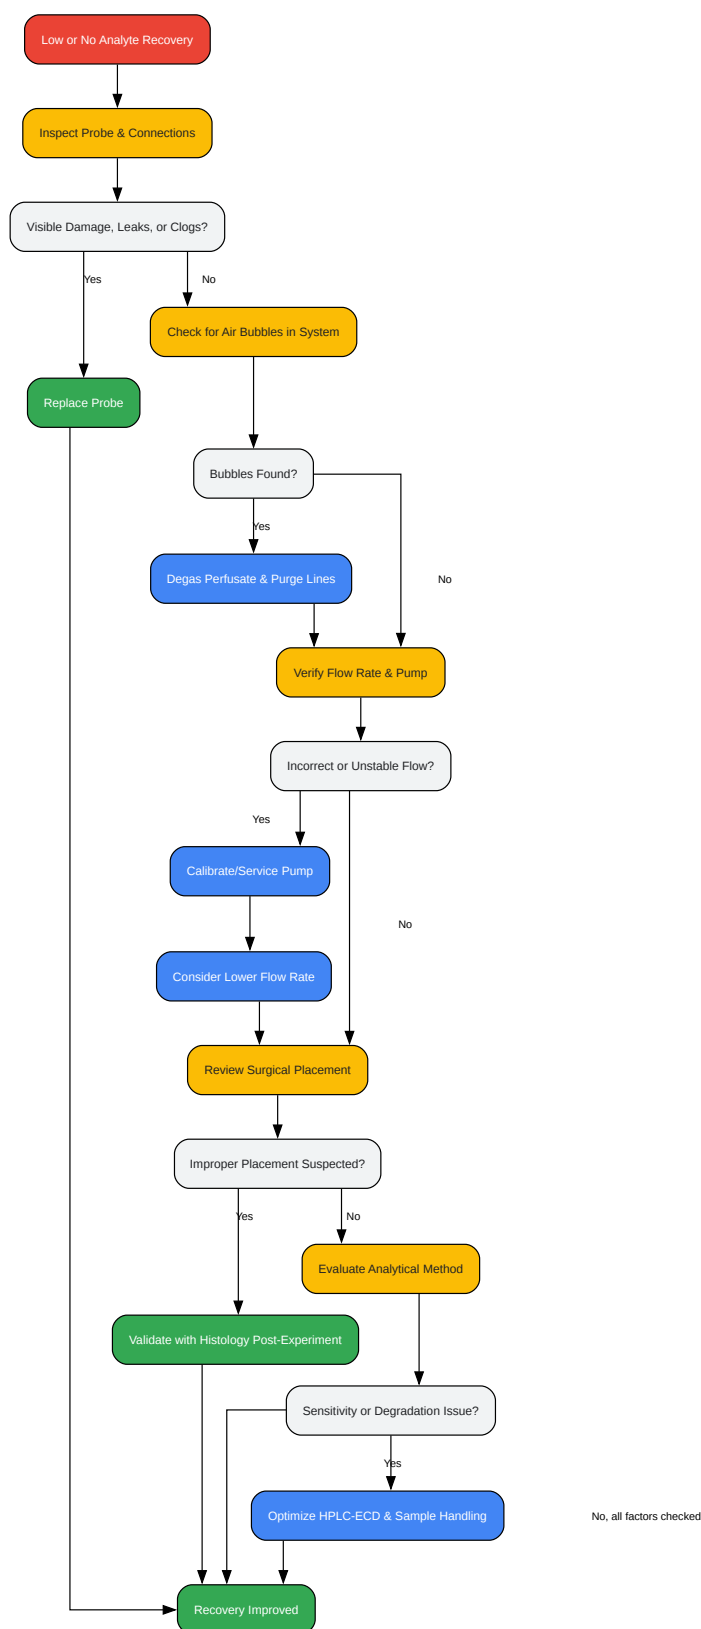 Low or No Analyte Recovery
Inspect Probe & Connections
Visible Damage, Leaks, or Clogs?
Yes
No
Check for Air Bubbles in System
Replace Probe
Bubbles Found?
Yes
Degas Perfusate & Purge Lines
No
Verify Flow Rate & Pump
Incorrect or Unstable Flow?
Yes
Calibrate/Service Pump
No
Consider Lower Flow Rate
Review Surgical Placement
Improper Placement Suspected?
Yes
No
Evaluate Analytical Method
Validate with Histology Post-Experiment
Sensitivity or Degradation Issue?
Yes
Optimize HPLC-ECD & Sample Handling
No, all factors checked
Recovery Improved